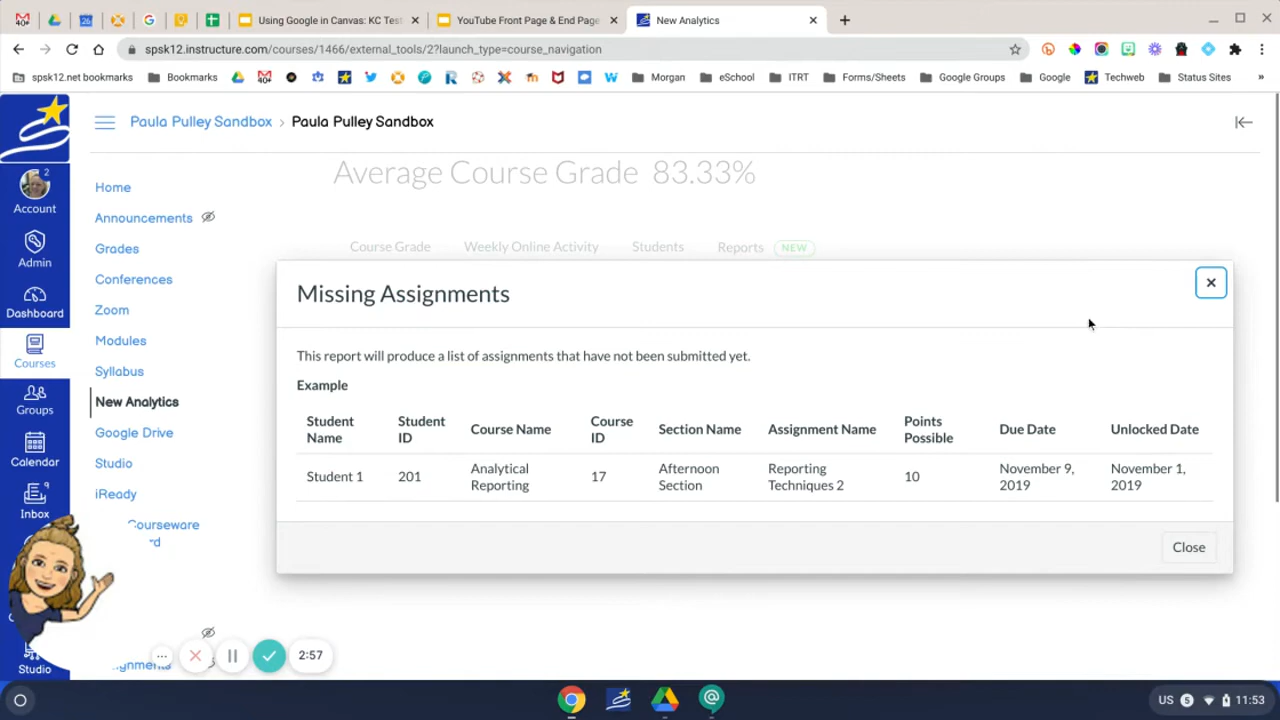 Using Google in Canvas: KC Test
YouTube Front Page & End Page
New Analytics
spsk12.instructure.com/courses/1466/external_tools/2?launch_type=course_navigation
spsk12.net bookmarks
Bookmarks
Morgan
eSchool
ITRT
Forms/Sheets
Google Groups
Google
Techweb
Status Sites
»
Paula Pulley Sandbox › Paula Pulley Sandbox
Average Course Grade 83.33%
Course Grade Weekly Online Activity Students Reports NEW
2
Account
Admin
Dashboard
Courses
Groups
Calendar
9
Inbox
Studio
Home
Announcements
Grades
Conferences
Zoom
Modules
Syllabus
New Analytics
Google Drive
Studio
iReady
Courseware
rd
Missing Assignments
This report will produce a list of assignments that have not been submitted yet.
Example
Student Name Student ID Course Name Course ID Section Name Assignment Name Points Possible Due Date Unlocked Date
Student 1 201 Analytical Reporting 17 Afternoon Section Reporting Techniques 2 10 November 9, 2019 November 1, 2019
Close
2:57
US 5 11:53